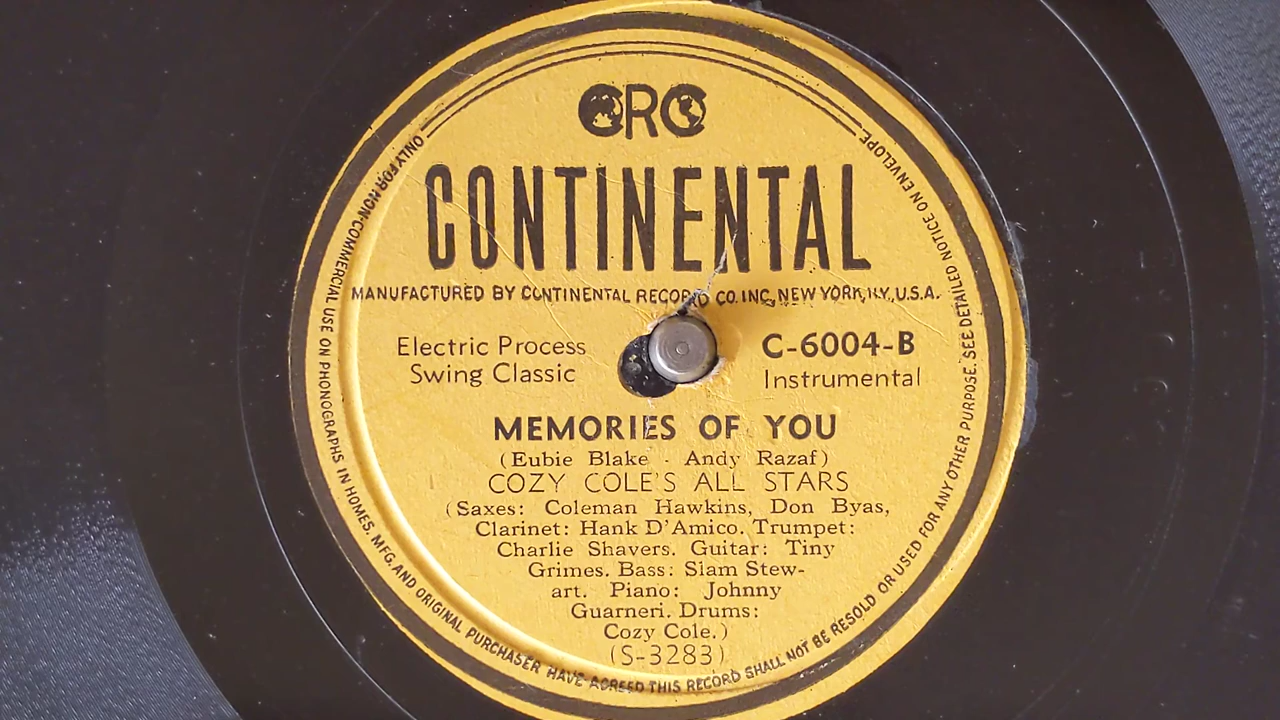 CRC
CONTINENTAL
MANUFACTURED BY CONTINENTAL RECORD CO. INC, NEW YORK, N.Y., U.S.A.
Electric Process
Swing Classic
C-6004-B
Instrumental
MEMORIES OF YOU
(Eubie Blake - Andy Razaf)
COZY COLE'S ALL STARS
(Saxes: Coleman Hawkins, Don Byas,
Clarinet: Hank D'Amico. Trumpet:
Charlie Shavers. Guitar: Tiny
Grimes. Bass: Slam Stew-
art. Piano: Johnny
Guarneri. Drums:
Cozy Cole.)
(S-3283)
ONLY FOR NON-COMMERCIAL USE ON PHONOGRAPHS IN HOMES. MFG. AND ORIGINAL PURCHASER HAVE AGREED THIS RECORD SHALL NOT BE RESOLD OR USED FOR ANY OTHER PURPOSE. SEE DETAILED NOTICE ON ENVELOPE